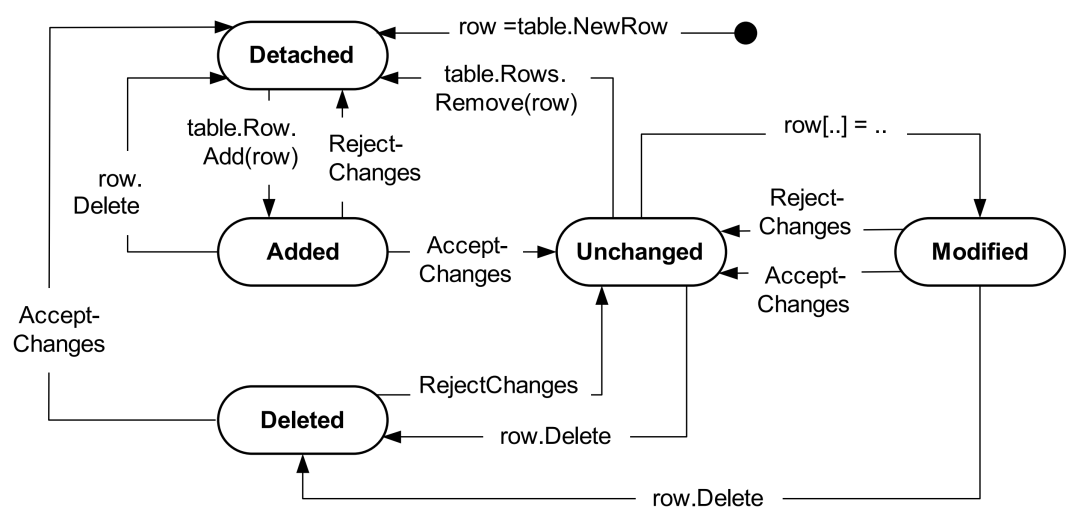 row =table.NewRow
Detached
table.Rows.
Remove(row)
table.Row.
Add(row)
Reject-
Changes
row[..] = ..
row.
Delete
Reject-
Changes
Added
Accept-
Changes
Unchanged
Modified
Accept-
Changes
Accept-
Changes
RejectChanges
Deleted
row.Delete
row.Delete